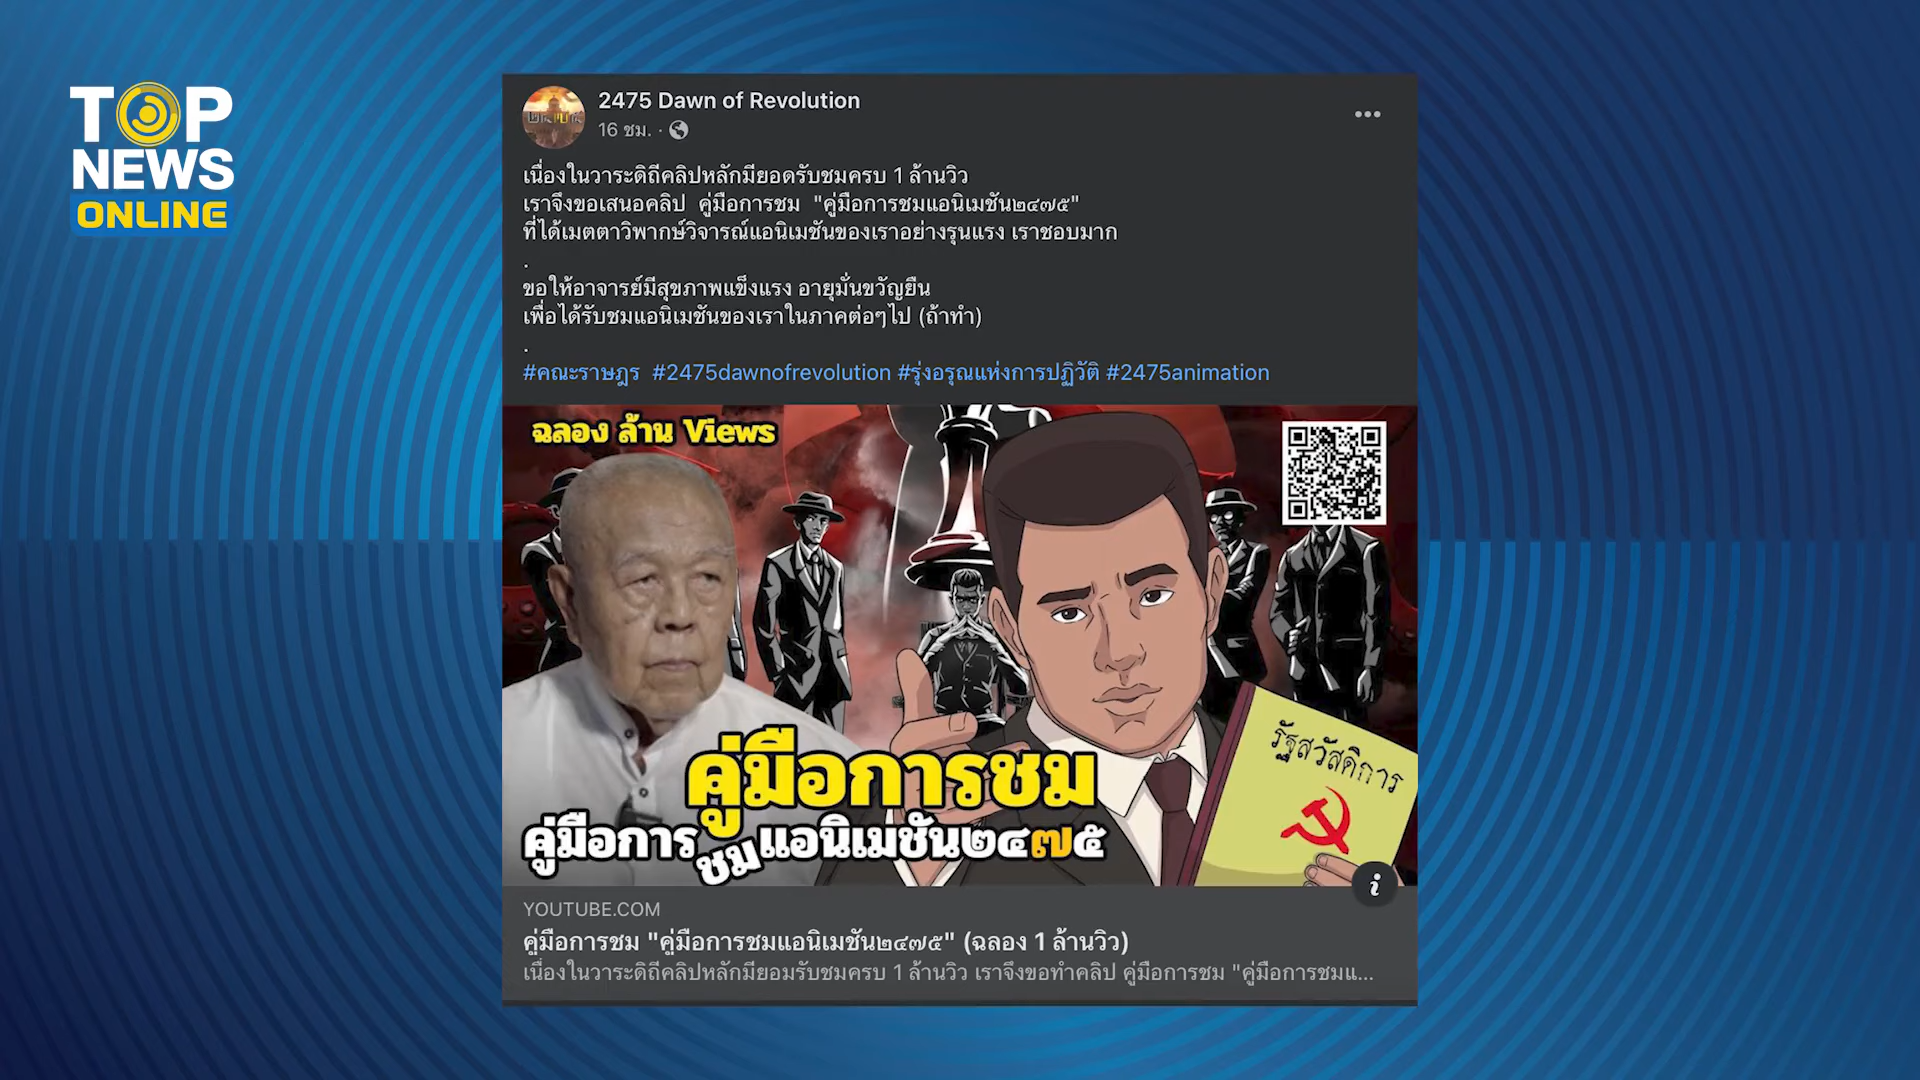 TOP
NEWS
ONLINE
2475 Dawn of Revolution
16 ชม. ·
เนื่องในวาระดิถีคลิปหลักมียอดรับชมครบ 1 ล้านวิว
เราจึงขอเสนอคลิป คู่มือการชม "คู่มือการชมแอนิเมชัน๒๔๗๕"
ที่ได้เมตตาวิพากษ์วิจารณ์แอนิเมชันของเราอย่างรุนแรง เราชอบมาก
.
ขอให้อาจารย์มีสุขภาพแข็งแรง อายุมั่นขวัญยืน
เพื่อได้รับชมแอนิเมชันของเราในภาคต่อๆไป (ถ้าทำ)
.
#คณะราษฎร #2475dawnofrevolution #รุ่งอรุณแห่งการปฏิวัติ #2475animation
ฉลอง ล้าน Views
รัฐสวัสดิการ
คู่มือการชม
คู่มือการชมแอนิเมชัน๒๔๗๕
YOUTUBE.COM
คู่มือการชม "คู่มือการชมแอนิเมชัน๒๔๗๕" (ฉลอง 1 ล้านวิว)
เนื่องในวาระดิถีคลิปหลักมียอมรับชมครบ 1 ล้านวิว เราจึงขอทำคลิป คู่มือการชม "คู่มือการชมแ...